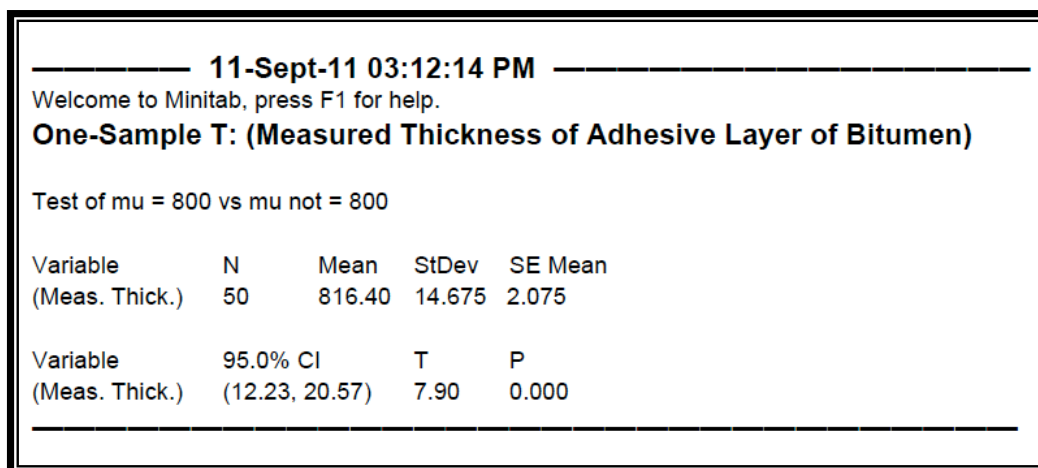 11-Sept-11 03:12:14 PM
Welcome to Minitab, press F1 for help.
One-Sample T: (Measured Thickness of Adhesive Layer of Bitumen)
Test of mu = 800 vs mu not = 800
Variable N Mean StDev SE Mean
(Meas. Thick.) 50 816.40 14.675 2.075
Variable 95.0% CI T P
(Meas. Thick.) (12.23, 20.57) 7.90 0.000